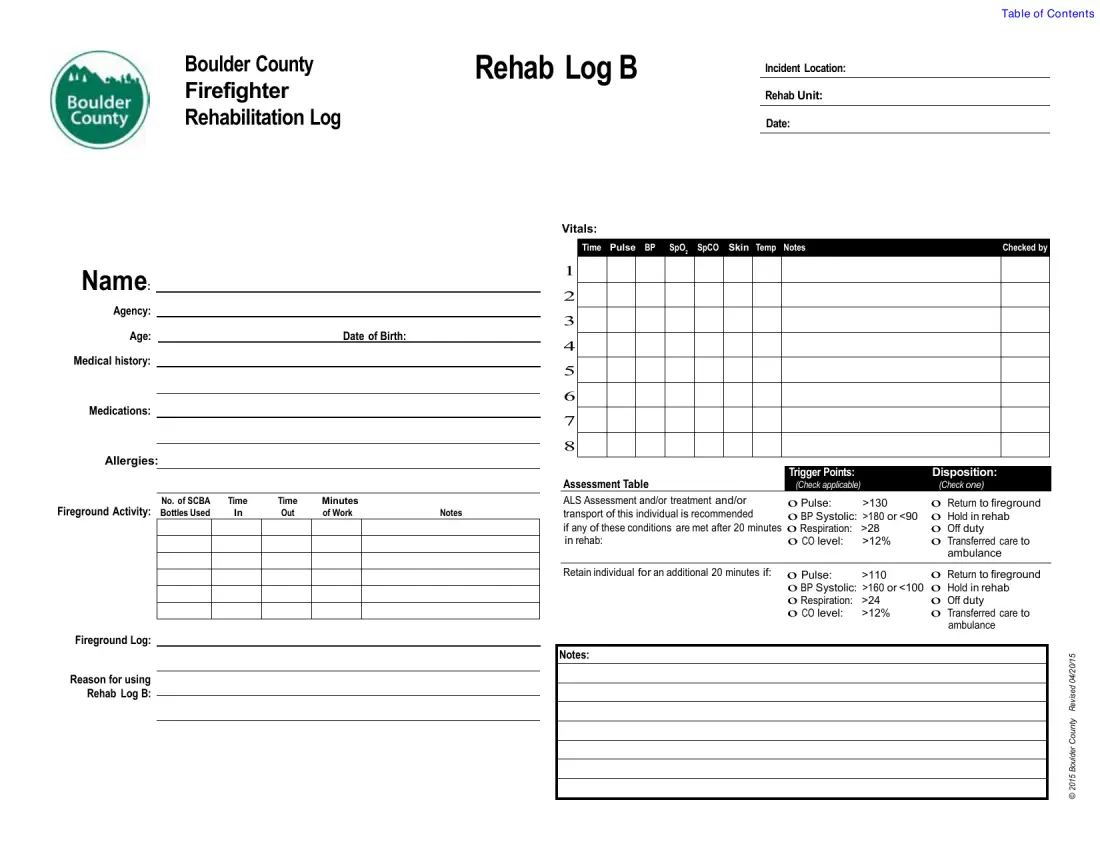 Table of Contents
Boulder
County
Boulder County
Firefighter
Rehabilitation Log
Rehab Log B
Incident Location:
Rehab Unit:
Date:
Name:
Agency:
Age: Date of Birth:
Medical history:
Medications:
Allergies:
Fireground Activity:
No. of SCBA Bottles Used Time In Time Out Minutes of Work Notes
Fireground Log:
Reason for using
Rehab Log B:
Vitals:
Time Pulse BP SpO₂ SpCO Skin Temp Notes Checked by
1
2
3
4
5
6
7
8
Assessment Table
Trigger Points:
(Check applicable)
Disposition:
(Check one)
ALS Assessment and/or treatment and/or
transport of this individual is recommended
if any of these conditions are met after 20 minutes
in rehab:
o Pulse: >130
o BP Systolic: >180 or <90
o Respiration: >28
o CO level: >12%
o Return to fireground
o Hold in rehab
o Off duty
o Transferred care to
ambulance
Retain individual for an additional 20 minutes if:
o Pulse: >110
o BP Systolic: >160 or <100
o Respiration: >24
o CO level: >12%
o Return to fireground
o Hold in rehab
o Off duty
o Transferred care to
ambulance
Notes:
© 2015 Boulder County Revised 04/20/15